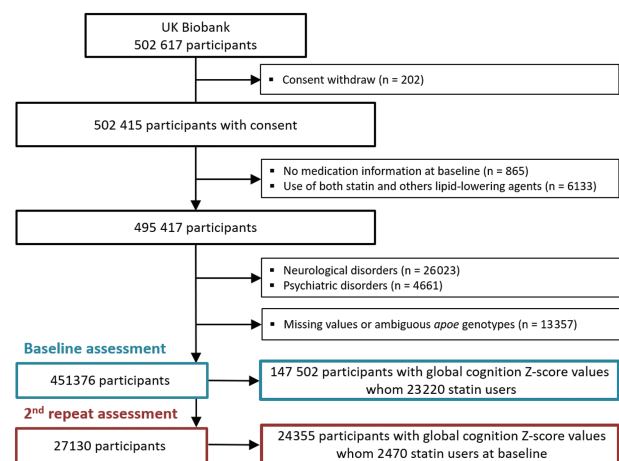 UK Biobank
502 617 participants
▪ Consent withdraw (n = 202)
502 415 participants with consent
▪ No medication information at baseline (n = 865)
▪ Use of both statin and others lipid-lowering agents (n = 6133)
495 417 participants
▪ Neurological disorders (n = 26023)
▪ Psychiatric disorders (n = 4661)
▪ Missing values or ambiguous apoe genotypes (n = 13357)
Baseline assessment
451376 participants
147 502 participants with global cognition Z-score values
whom 23220 statin users
2nd repeat assessment
27130 participants
24355 participants with global cognition Z-score values
whom 2470 statin users at baseline